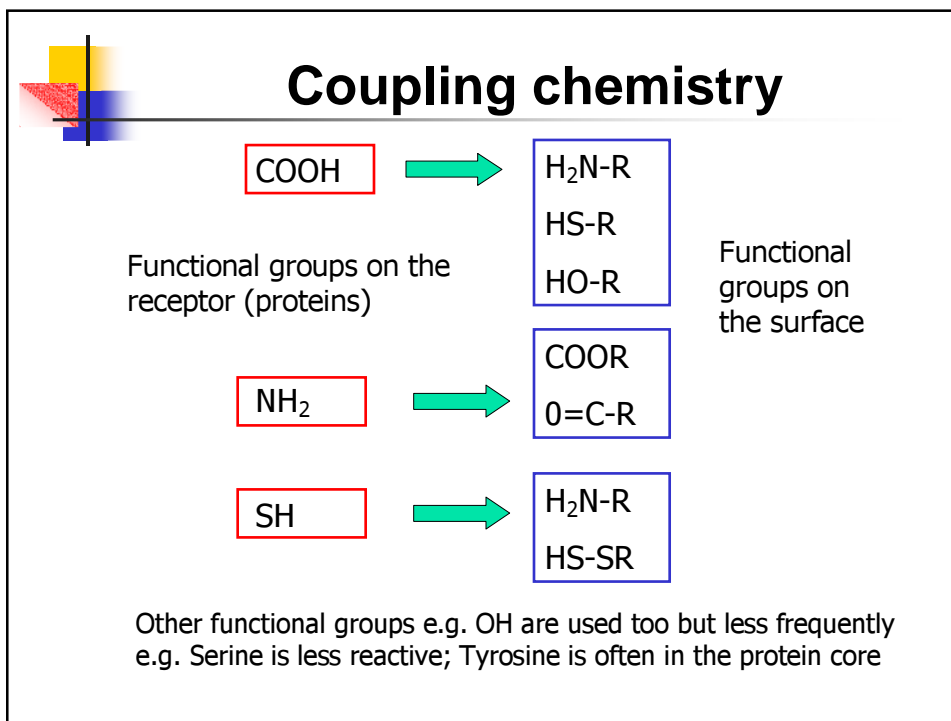 Coupling chemistry
COOH
H₂N-R
HS-R
HO-R
Functional groups on the
receptor (proteins)
Functional
groups on
the surface
NH₂
COOR
0=C-R
SH
H₂N-R
HS-SR
Other functional groups e.g. OH are used too but less frequently
e.g. Serine is less reactive; Tyrosine is often in the protein core